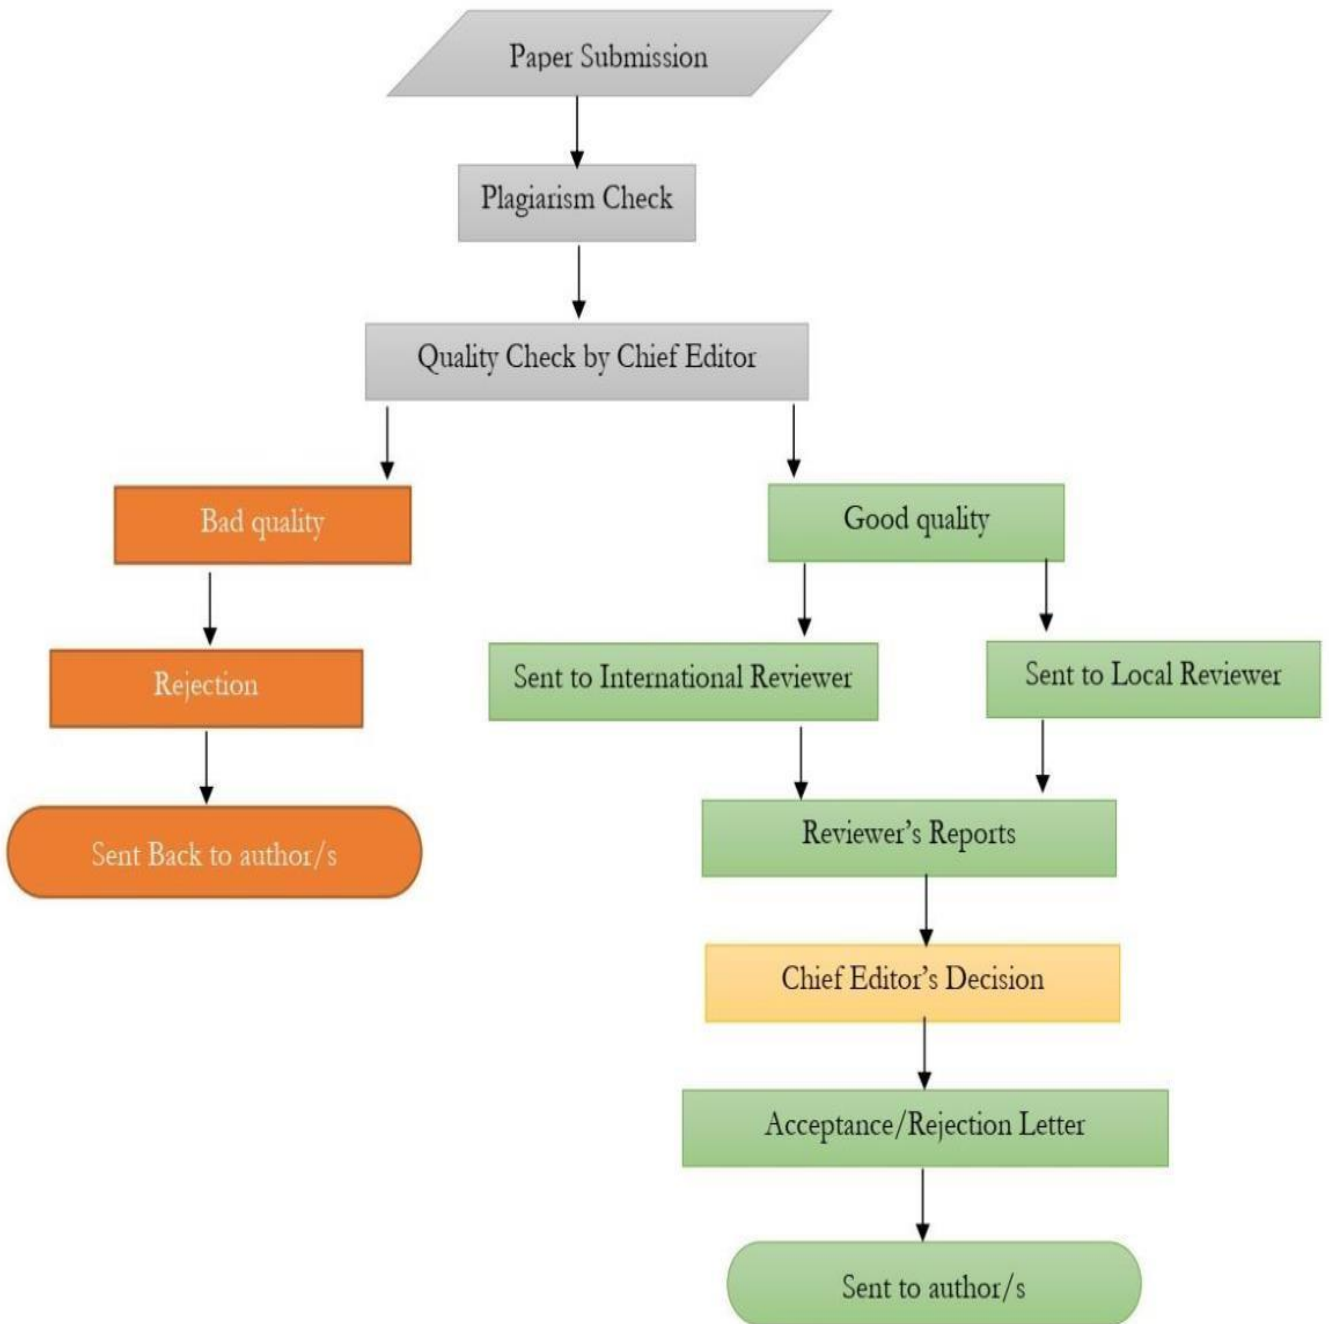 Paper Submission
Plagiarism Check
Quality Check by Chief Editor
Bad quality
Good quality
Rejection
Sent to International Reviewer
Sent to Local Reviewer
Sent Back to author/s
Reviewer’s Reports
Chief Editor’s Decision
Acceptance/Rejection Letter
Sent to author/s